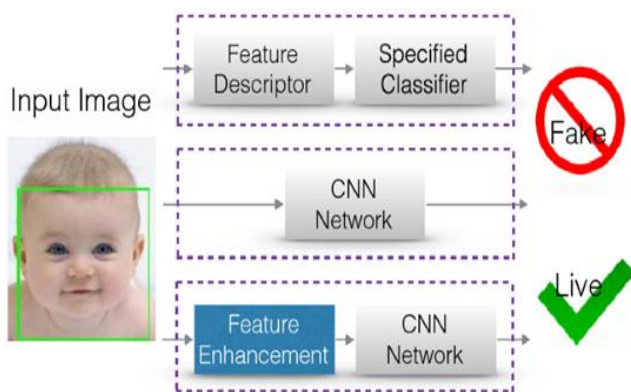 Input Image
Feature
Descriptor
Specified
Classifier
CNN
Network
Feature
Enhancement
CNN
Network
Fake
Live